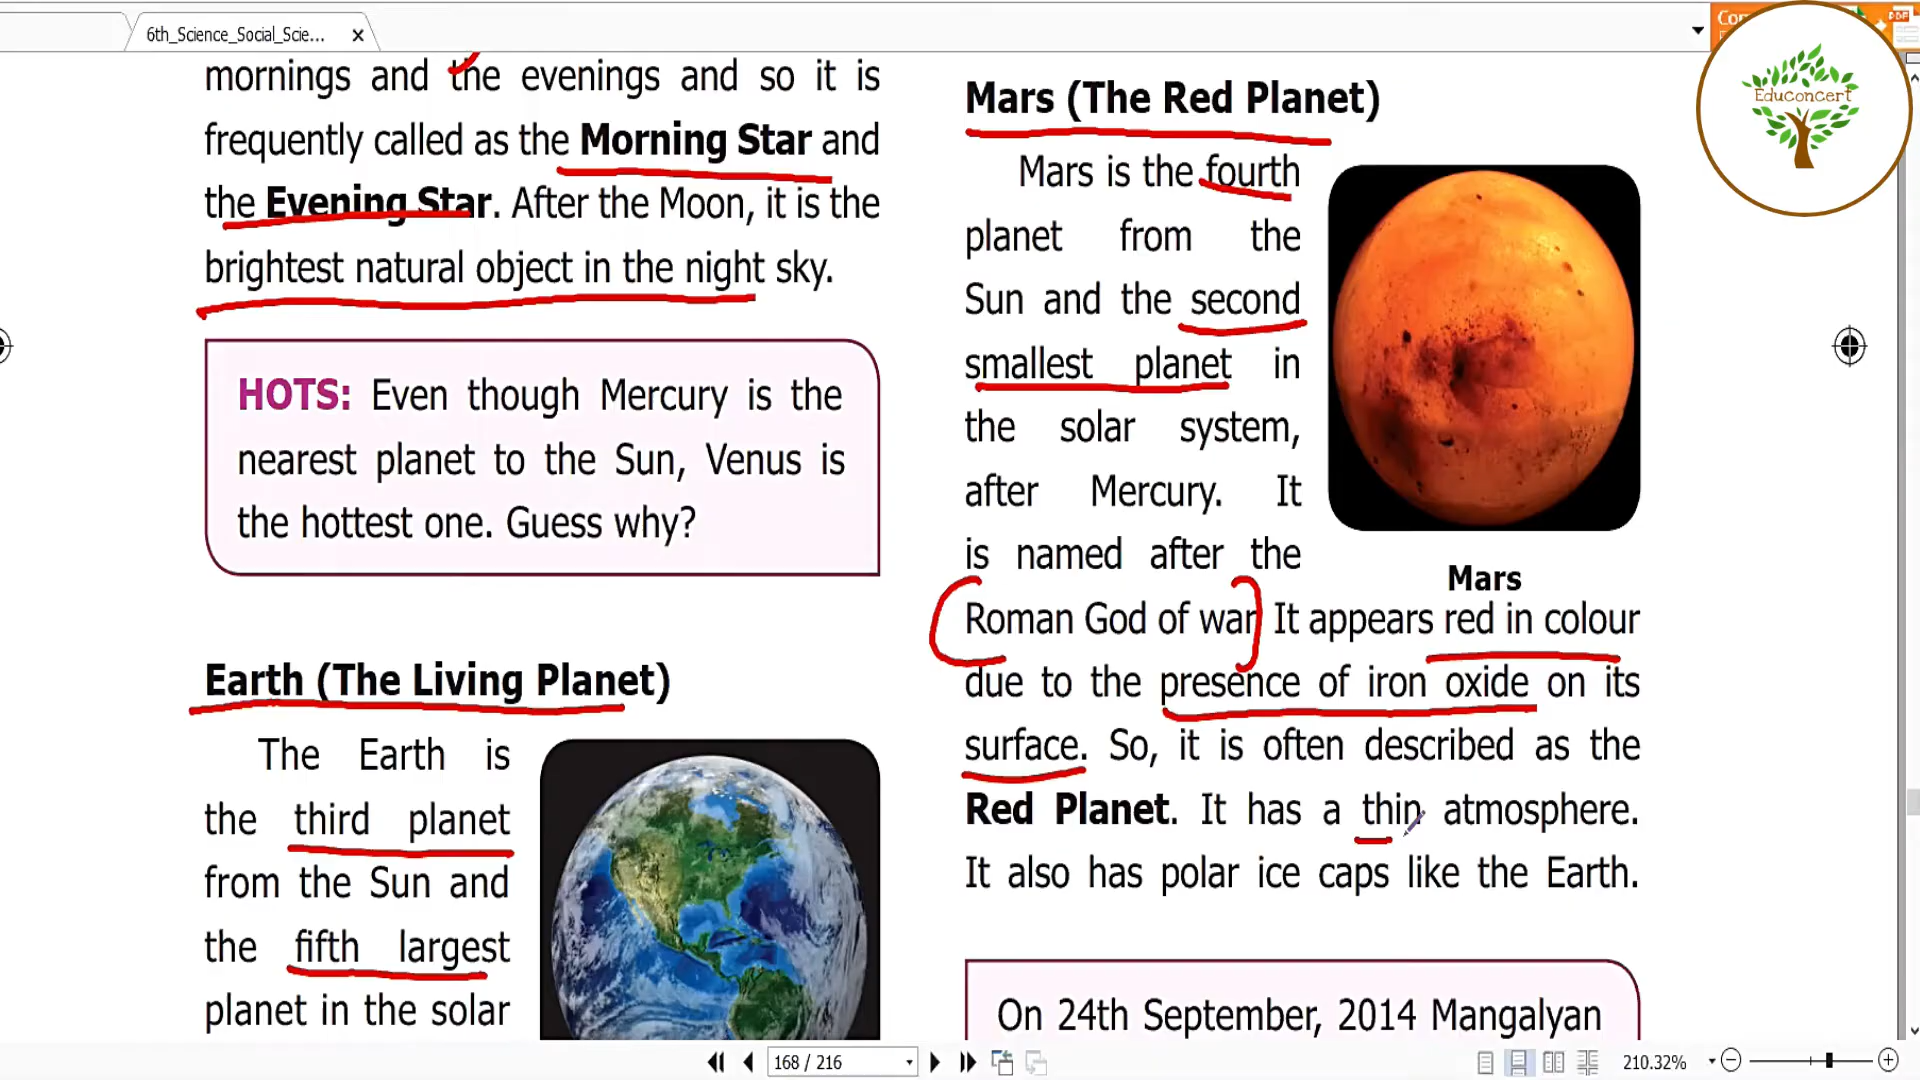 6th_Science_Social_Scie...
Educoncert
mornings and the evenings and so it is
frequently called as the Morning Star and
the Evening Star. After the Moon, it is the
brightest natural object in the night sky.
HOTS: Even though Mercury is the
nearest planet to the Sun, Venus is
the hottest one. Guess why?
Earth (The Living Planet)
The Earth is
the third planet
from the Sun and
the fifth largest
planet in the solar
Mars (The Red Planet)
Mars is the fourth
planet from the
Sun and the second
smallest planet in
the solar system,
after Mercury. It
is named after the
Mars
Roman God of war It appears red in colour
due to the presence of iron oxide on its
surface. So, it is often described as the
Red Planet. It has a thin atmosphere.
It also has polar ice caps like the Earth.
On 24th September, 2014 Mangalyan
168 / 216
210.32%